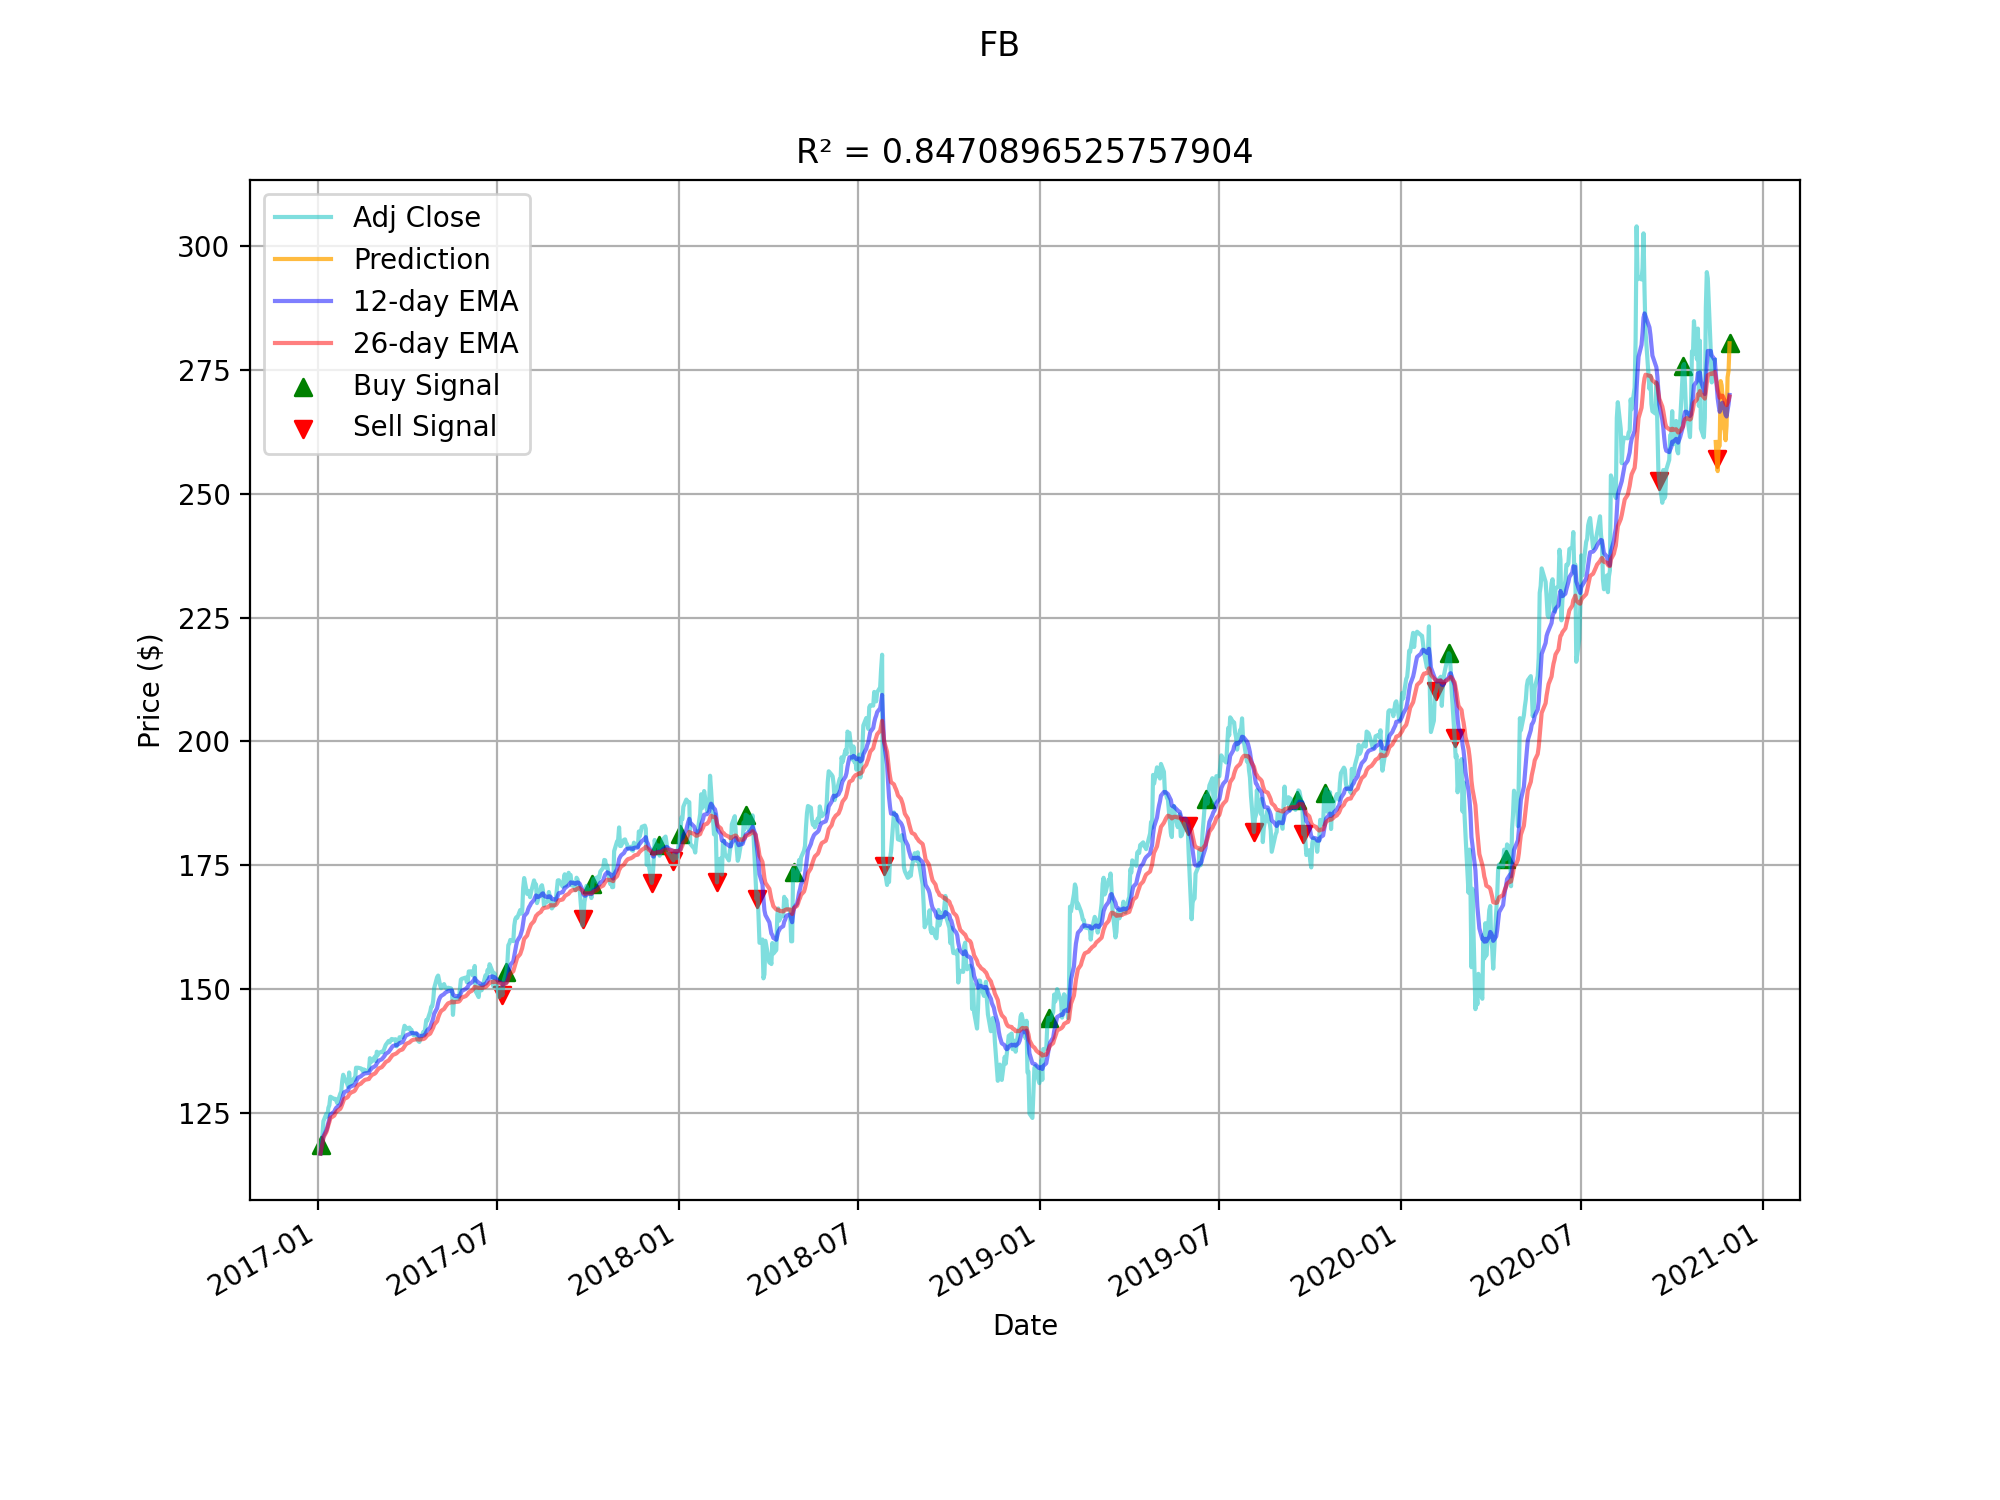 FB
R² = 0.8470896525757904
Adj Close
Prediction
12-day EMA
26-day EMA
Buy Signal
Sell Signal
300
275
250
225
200
175
150
125
Price ($)
2017-01
2017-07
2018-01
2018-07
2019-01
2019-07
2020-01
2020-07
2021-01
Date